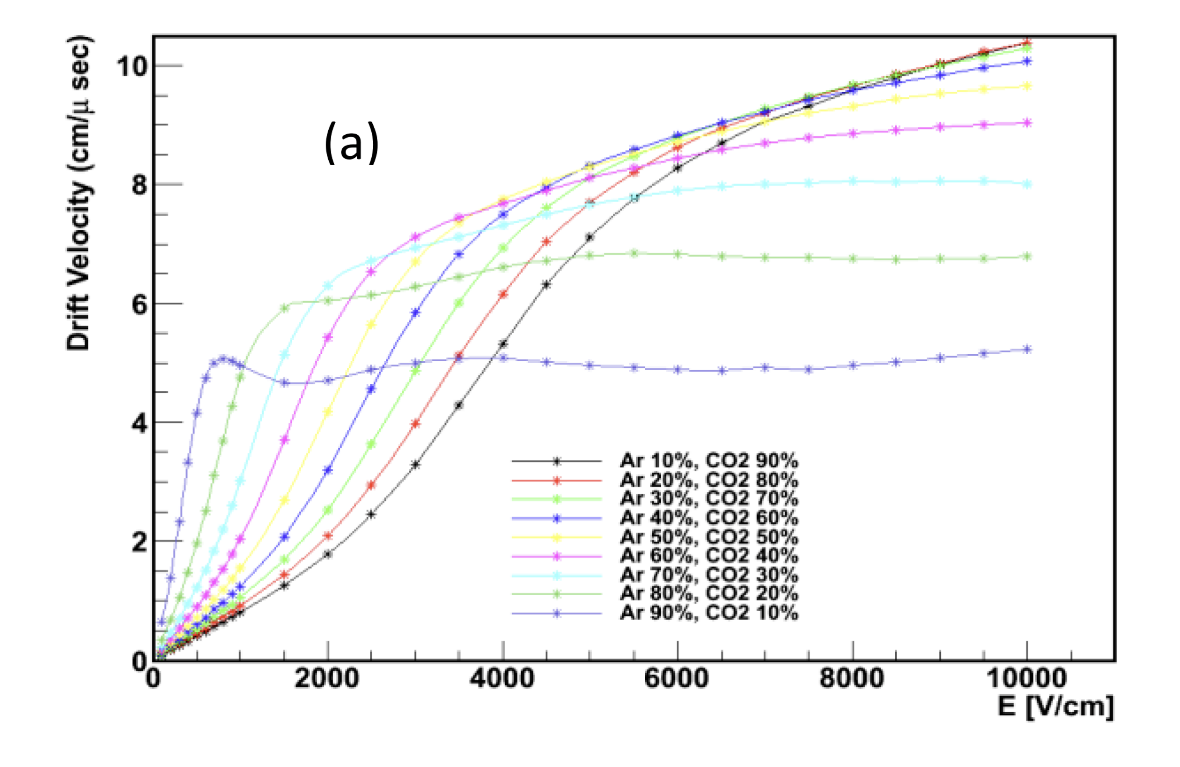 Drift Velocity (cm/μ sec)
10
8
6
4
2
0
(a)
Ar 10%, CO2 90%
Ar 20%, CO2 80%
Ar 30%, CO2 70%
Ar 40%, CO2 60%
Ar 50%, CO2 50%
Ar 60%, CO2 40%
Ar 70%, CO2 30%
Ar 80%, CO2 20%
Ar 90%, CO2 10%
0 2000 4000 6000 8000 10000
E [V/cm]